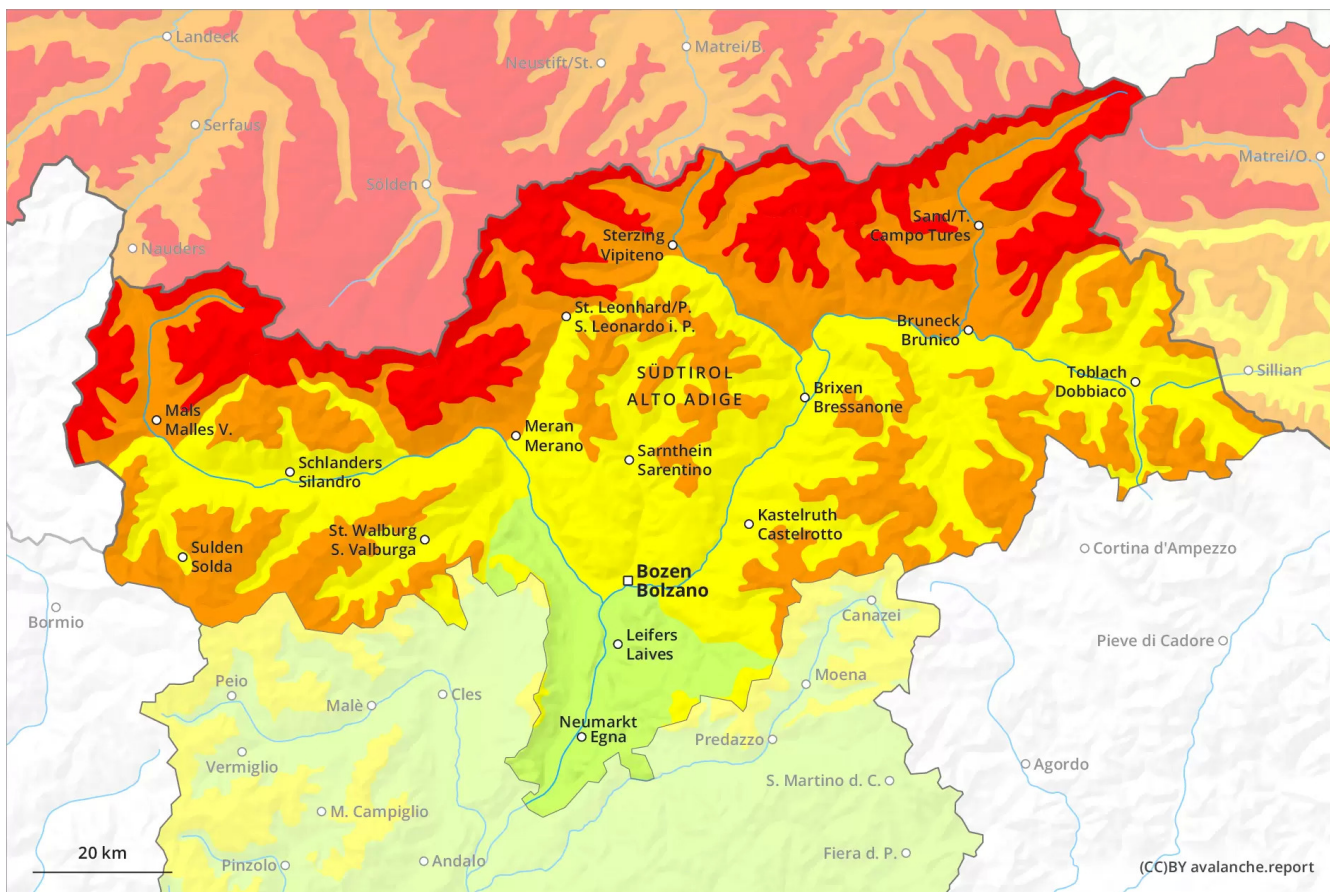 Landeck
Matrei/B.
Neustift/St.
Serfaus
Matrei/O.
Sölden
Sand/T.
Campo Tures
Nauders
Sterzing
Vipiteno
St. Leonhard/P.
S. Leonardo i. P.
Bruneck
Brunico
SÜDTIROL
ALTO ADIGE
Toblach
Dobbiaco
Sillian
Brixen
Bressanone
Mals
Malles V.
Meran
Merano
Sarnthein
Sarentino
Schlanders
Silandro
Kastelruth
Castelrotto
St. Walburg
S. Valburga
Sulden
Solda
Cortina d'Ampezzo
Bozen
Bolzano
Bormio
Canazei
Leifers
Laives
Pieve di Cadore
Peio
Moena
Malè
Cles
Neumarkt
Egna
Predazzo
Vermiglio
Agordo
S. Martino d. C.
M. Campiglio
20 km
Fiera d. P.
Pinzolo
Andalo
(CC)BY avalanche.report